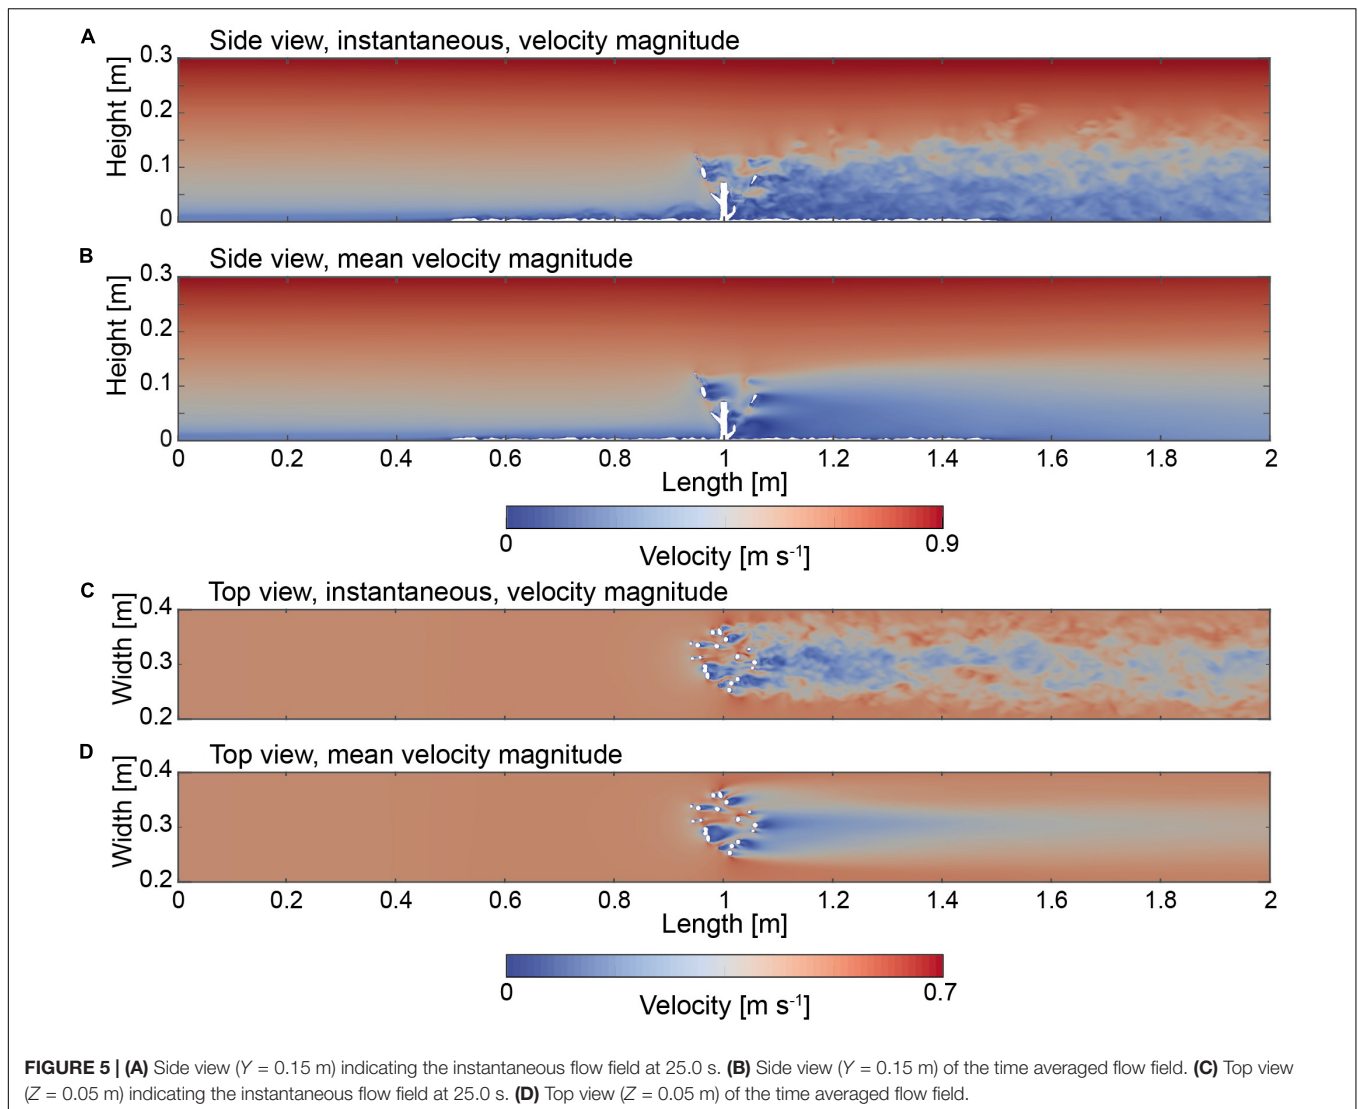 A
Side view, instantaneous, velocity magnitude
Height [m]
0.3
0.2
0.1
0
B
Side view, mean velocity magnitude
Height [m]
0.3
0.2
0.1
0
0 0.2 0.4 0.6 0.8 1 1.2 1.4 1.6 1.8 2
Length [m]
0 0.9
Velocity [m s-1]
C
Top view, instantaneous, velocity magnitude
Width [m]
0.4
0.3
0.2
D
Top view, mean velocity magnitude
Width [m]
0.4
0.3
0.2
0 0.2 0.4 0.6 0.8 1 1.2 1.4 1.6 1.8 2
Length [m]
0 0.7
Velocity [m s-1]
FIGURE 5 | (A) Side view (Y = 0.15 m) indicating the instantaneous flow field at 25.0 s. (B) Side view (Y = 0.15 m) of the time averaged flow field. (C) Top view
(Z = 0.05 m) indicating the instantaneous flow field at 25.0 s. (D) Top view (Z = 0.05 m) of the time averaged flow field.